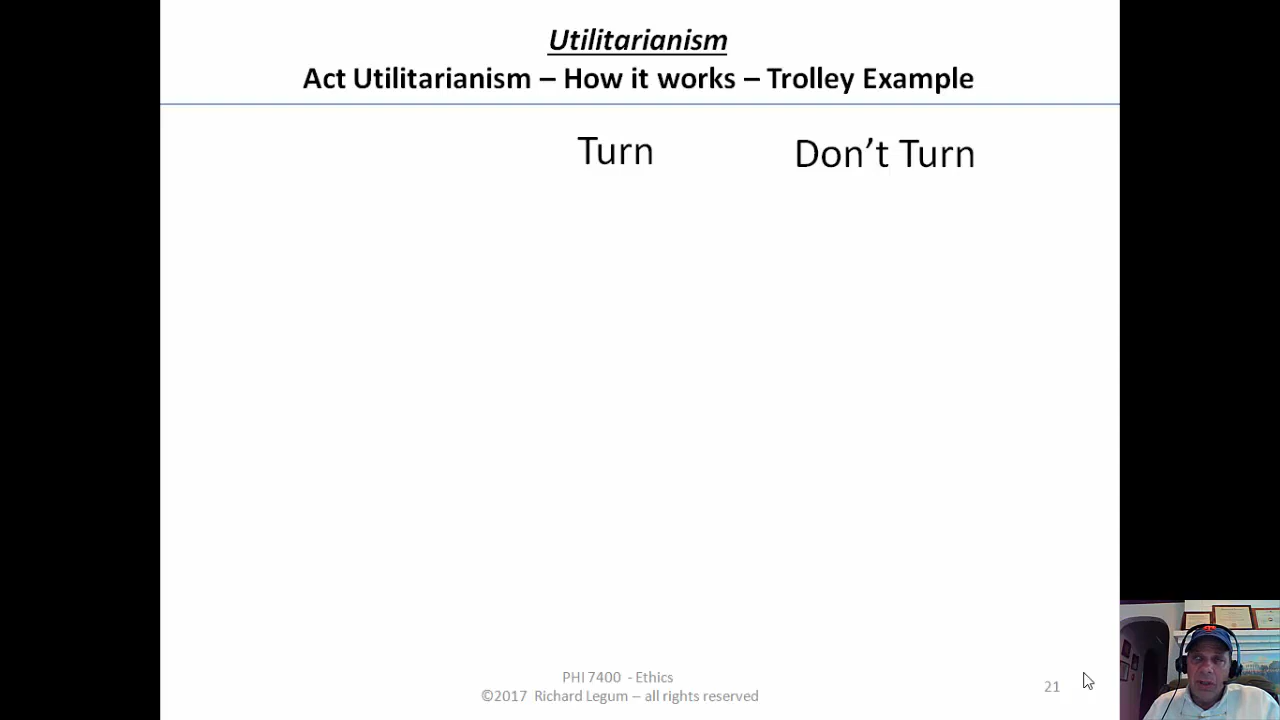 Utilitarianism
Act Utilitarianism – How it works – Trolley Example
Turn
Don’t Turn
PHI 7400 - Ethics
©2017 Richard Legum – all rights reserved
21